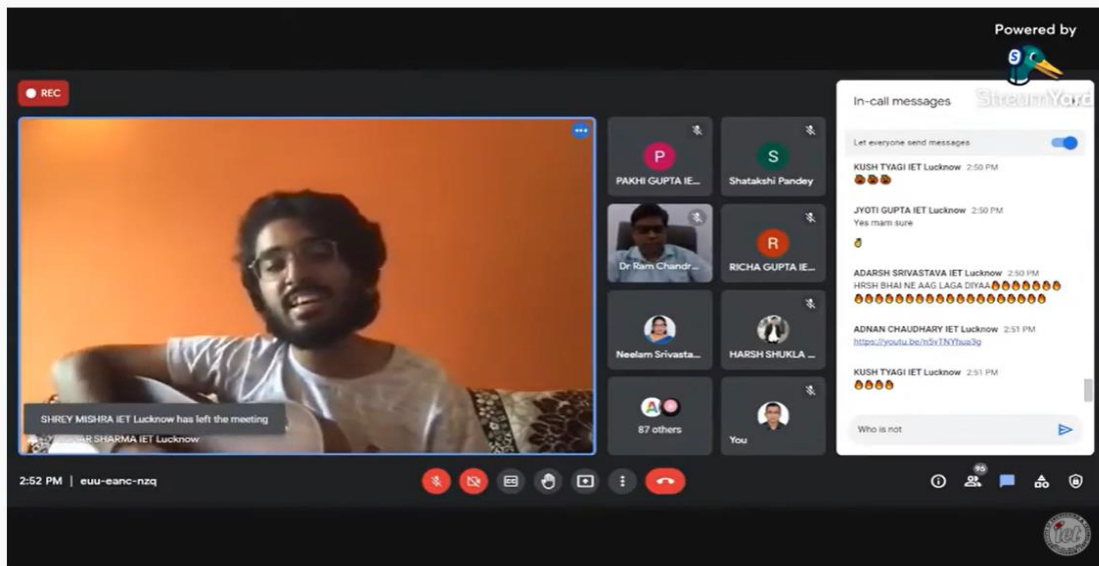 Powered by
S
StreamYard
REC
In-call messages
Let everyone send messages
KUSH TYAGI IET Lucknow 2:50 PM
JYOTI GUPTA IET Lucknow 2:50 PM
Yes mam sure
ADARSH SRIVASTAVA IET Lucknow 2:50 PM
HRSH BHAI NE AAG LAGA DIYAA🔥🔥🔥🔥🔥🔥🔥
🔥🔥🔥🔥🔥🔥🔥🔥🔥🔥🔥🔥🔥🔥🔥🔥🔥🔥🔥
ADNAN CHAUDHARY IET Lucknow 2:51 PM
https://youtu.be/n5vTNYhua3g
KUSH TYAGI IET Lucknow 2:51 PM
🔥🔥🔥🔥
Who is not
P
PAKHI GUPTA IE...
S
Shatakshi Pandey
Dr Ram Chandr...
R
RICHA GUPTA IE...
Neelam Srivasta...
HARSH SHUKLA ...
A
87 others
You
SHREY MISHRA IET Lucknow has left the meeting
AR SHARMA IET Lucknow
2:52 PM | euu-eanc-nzq
CC
95
iet